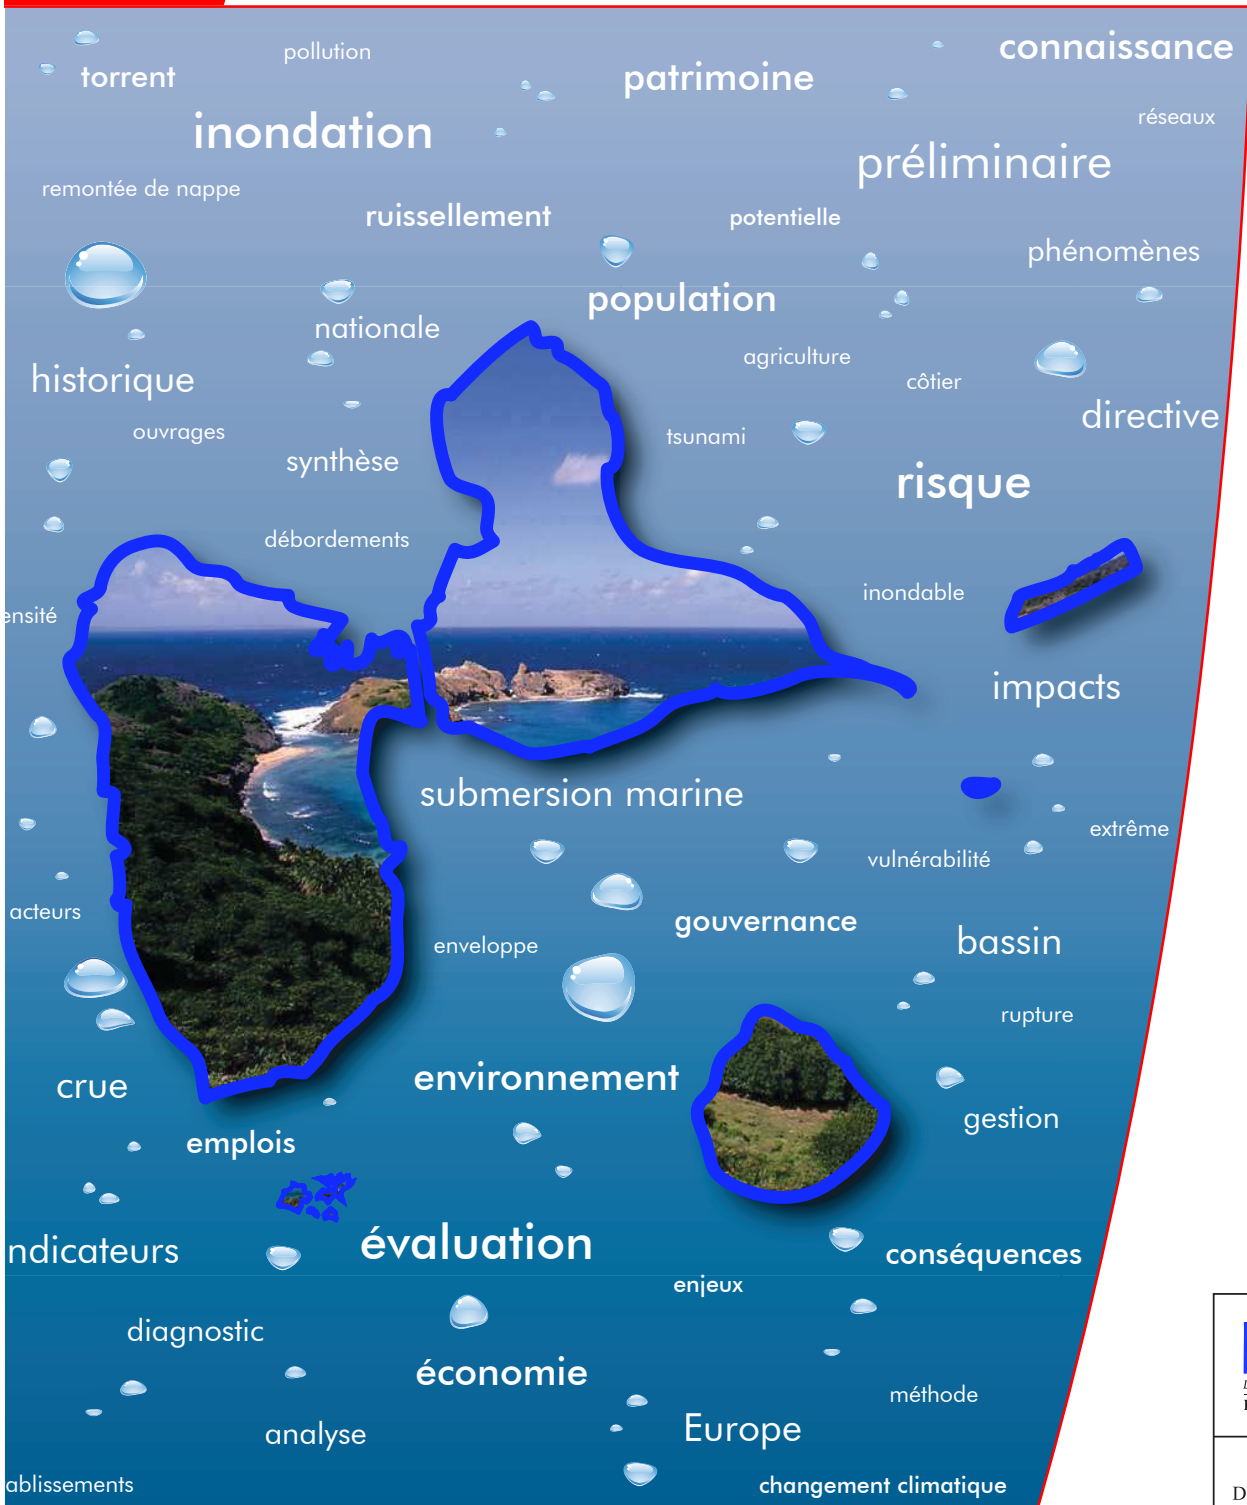 connaissance
pollution
torrent
patrimoine
réseaux
inondation
préliminaire
remontée de nappe
ruissellement
potentielle
phénomènes
population
nationale
agriculture
historique
côtier
directive
ouvrages
tsunami
synthèse
risque
débordements
inondable
ensité
impacts
submersion marine
extrême
vulnérabilité
acteurs
gouvernance
enveloppe
bassin
rupture
environnement
crue
gestion
emplois
évaluation
ndicateurs
conséquences
enjeux
diagnostic
économie
méthode
Europe
analyse
ablissements
changement climatique
D